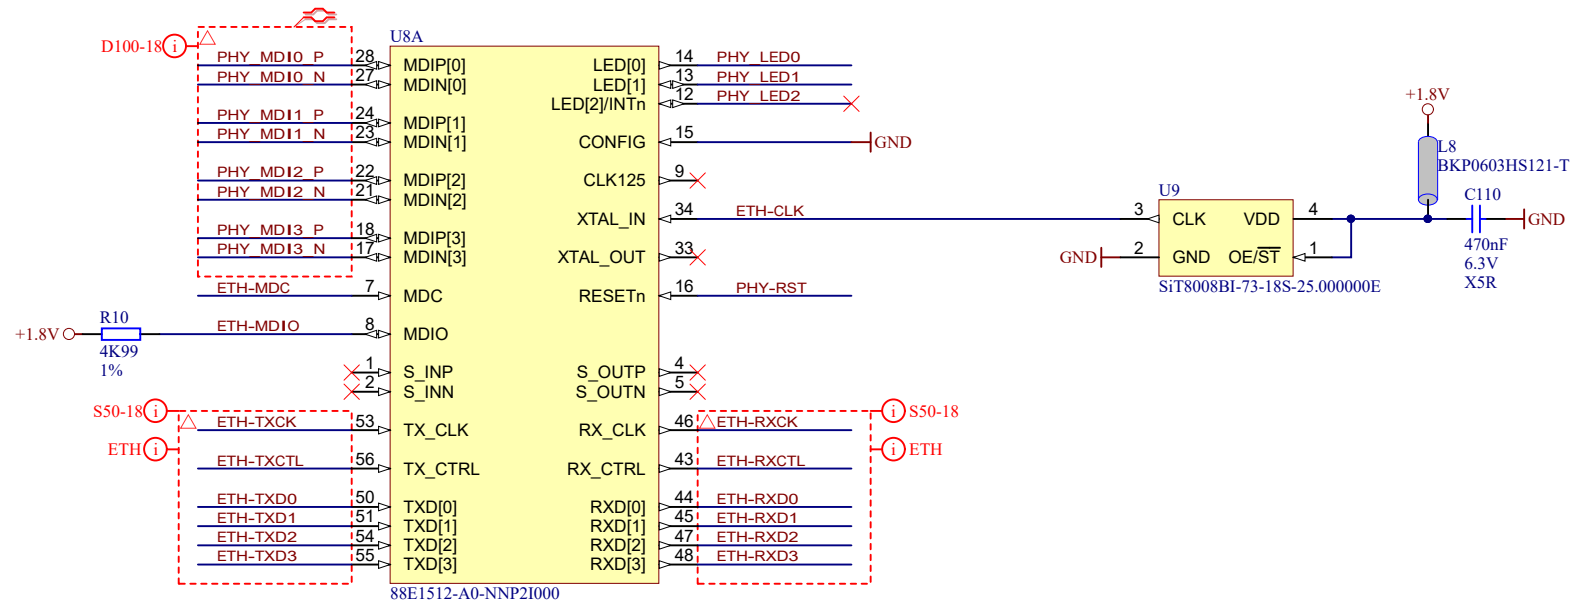 U8A
D100-18 i
PHY_MDI0_P 28 MDIP[0] LED[0] 14 PHY_LED0
PHY_MDI0_N 27 MDIN[0] LED[1] 13 PHY_LED1
LED[2]/INTn 12 PHY_LED2
PHY_MDI1_P 24 MDIP[1]
PHY_MDI1_N 23 MDIN[1] CONFIG 15 GND
PHY_MDI2_P 22 MDIP[2] CLK125 9
PHY_MDI2_N 21 MDIN[2]
XTAL_IN 34 ETH-CLK
PHY_MDI3_P 18 MDIP[3]
PHY_MDI3_N 17 MDIN[3] XTAL_OUT 33
ETH-MDC 7 MDC RESETn 16 PHY-RST
R10
+1.8V ETH-MDIO 8 MDIO
4K99
1%
1 S_INP S_OUTP 4
2 S_INN S_OUTN 5
S50-18 i i S50-18
ETH-TXCK 53 TX_CLK RX_CLK 46 ETH-RXCK
ETH i i ETH
ETH-TXCTL 56 TX_CTRL RX_CTRL 43 ETH-RXCTL
ETH-TXD0 50 TXD[0] RXD[0] 44 ETH-RXD0
ETH-TXD1 51 TXD[1] RXD[1] 45 ETH-RXD1
ETH-TXD2 54 TXD[2] RXD[2] 47 ETH-RXD2
ETH-TXD3 55 TXD[3] RXD[3] 48 ETH-RXD3
88E1512-A0-NNP2I000
+1.8V
L8
BKP0603HS121-T
U9
C110
3 CLK VDD 4 GND
470nF
GND 2 GND OE/ST 1
6.3V
X5R
SiT8008BI-73-18S-25.000000E